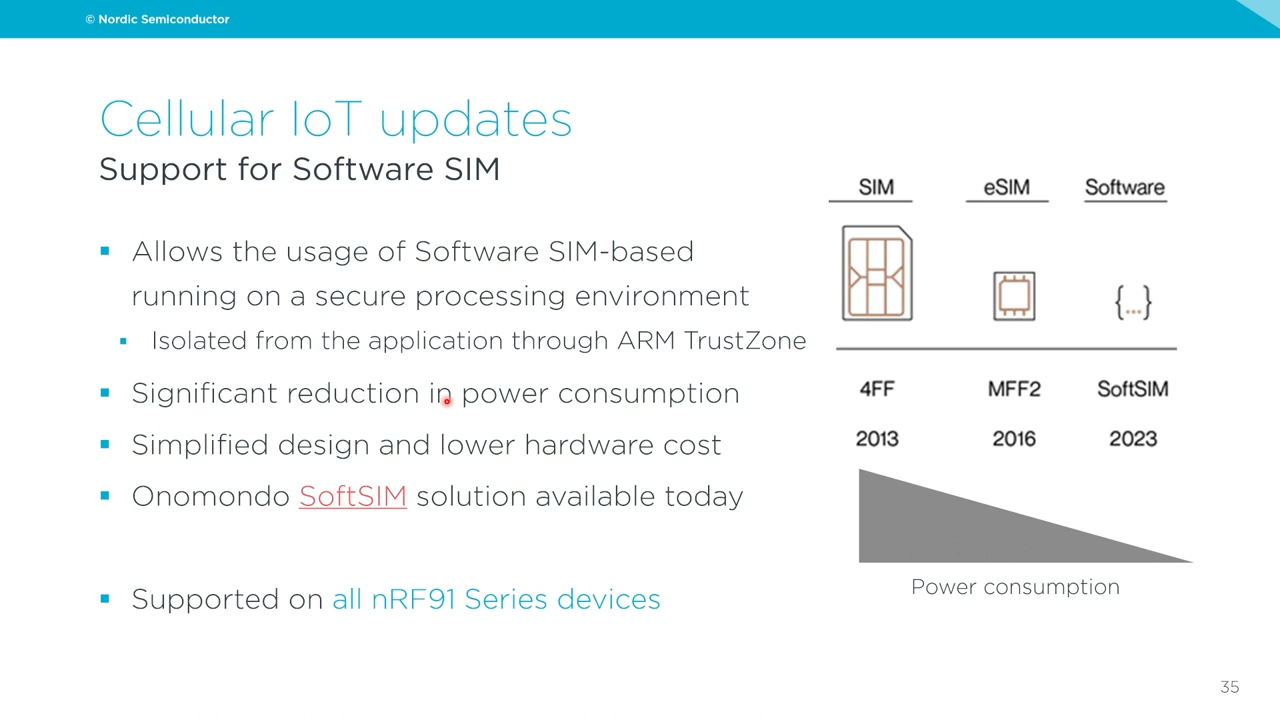 © Nordic Semiconductor
Cellular IoT updates
Support for Software SIM
Allows the usage of Software SIM-based
running on a secure processing environment
Isolated from the application through ARM TrustZone
Significant reduction in power consumption
Simplified design and lower hardware cost
Onomondo SoftSIM solution available today
Supported on all nRF91 Series devices
SIM eSIM Software
{...}
4FF MFF2 SoftSIM
2013 2016 2023
Power consumption
35